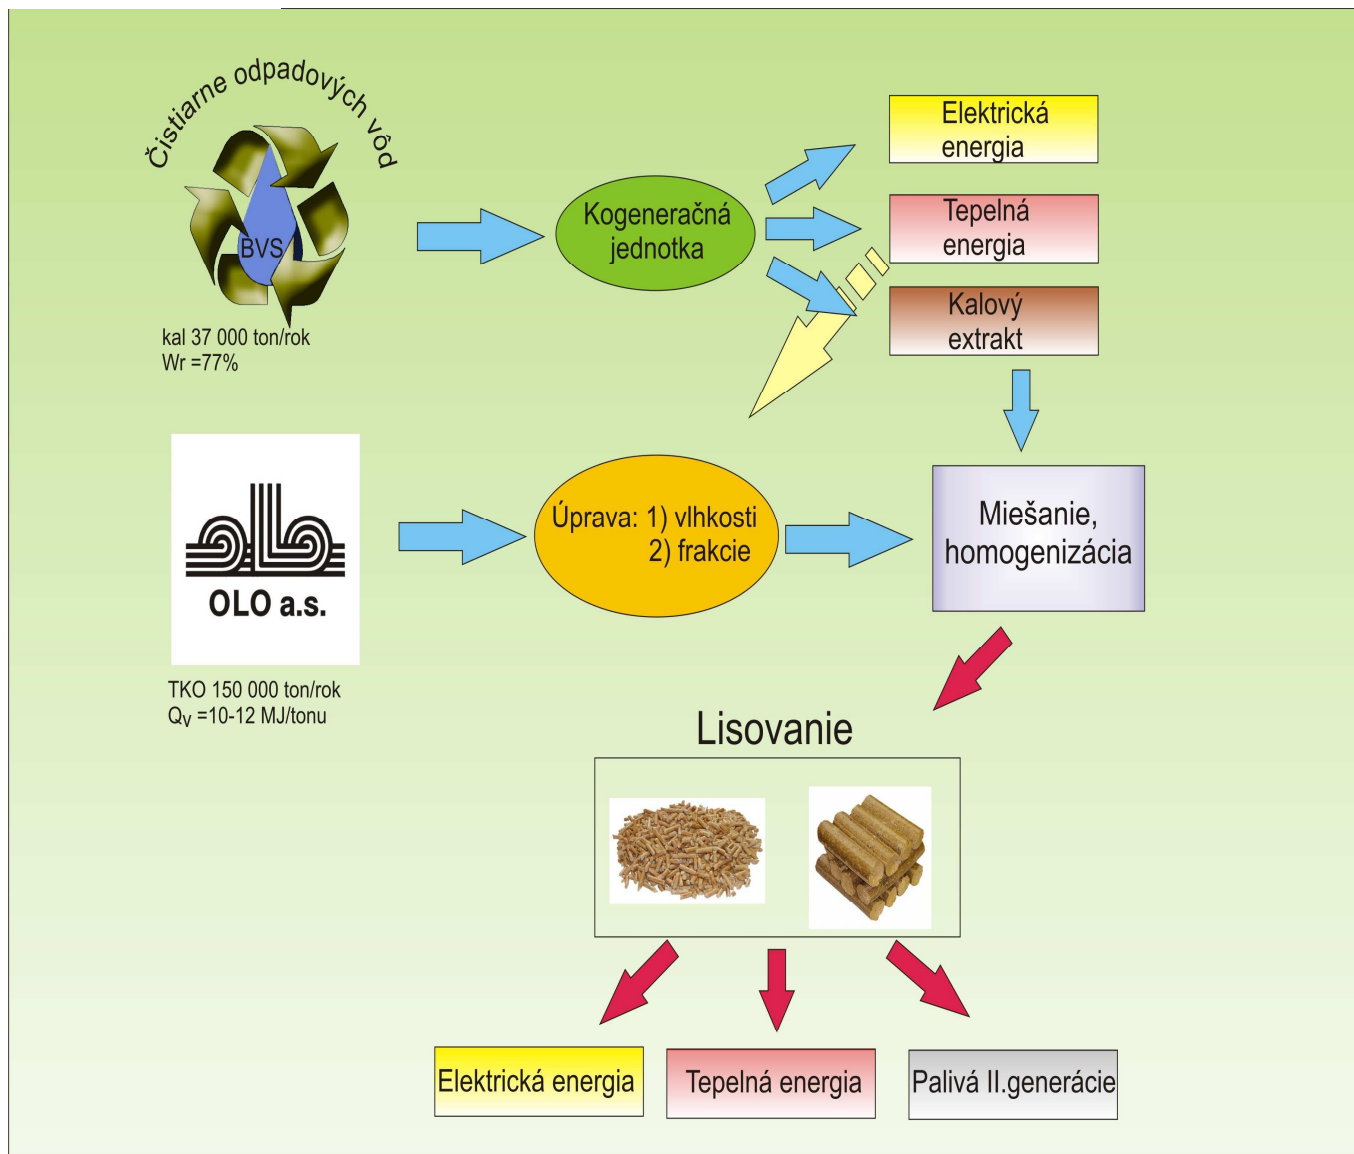 Čistiarne odpadových vôd
BVS
kal 37 000 ton/rok
Wr =77%
Kogeneračná
jednotka
Elektrická
energia
Tepelná
energia
Kalový
extrakt
OLO a.s.
TKO 150 000 ton/rok
Qv =10-12 MJ/tonu
Úprava: 1) vlhkosti
2) frakcie
Miešanie,
homogenizácia
Lisovanie
Elektrická energia
Tepelná energia
Palivá II.generácie